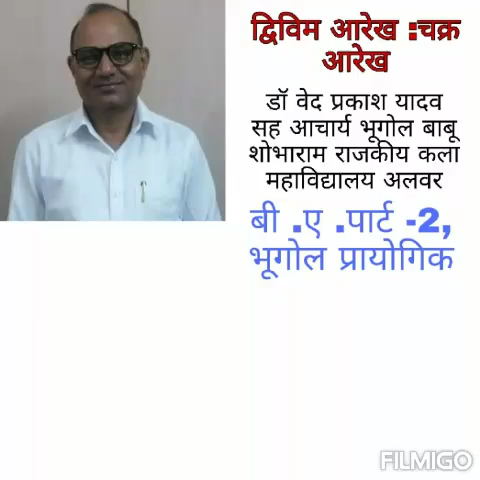 द्विविम आरेख :चक्र
आरेख
डॉ वेद प्रकाश यादव
सह आचार्य भूगोल बाबू
शोभाराम राजकीय कला
महाविद्यालय अलवर
बी .ए .पार्ट -2,
भूगोल प्रायोगिक
FILMIGO